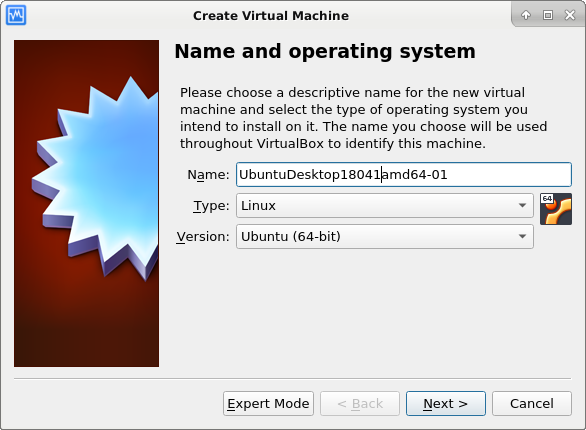 Create Virtual Machine
Name and operating system
Please choose a descriptive name for the new virtual
machine and select the type of operating system you
intend to install on it. The name you choose will be used
throughout VirtualBox to identify this machine.
Name: UbuntuDesktop18041amd64-01
Type: Linux
64
Version: Ubuntu (64-bit)
Expert Mode < Back Next > Cancel